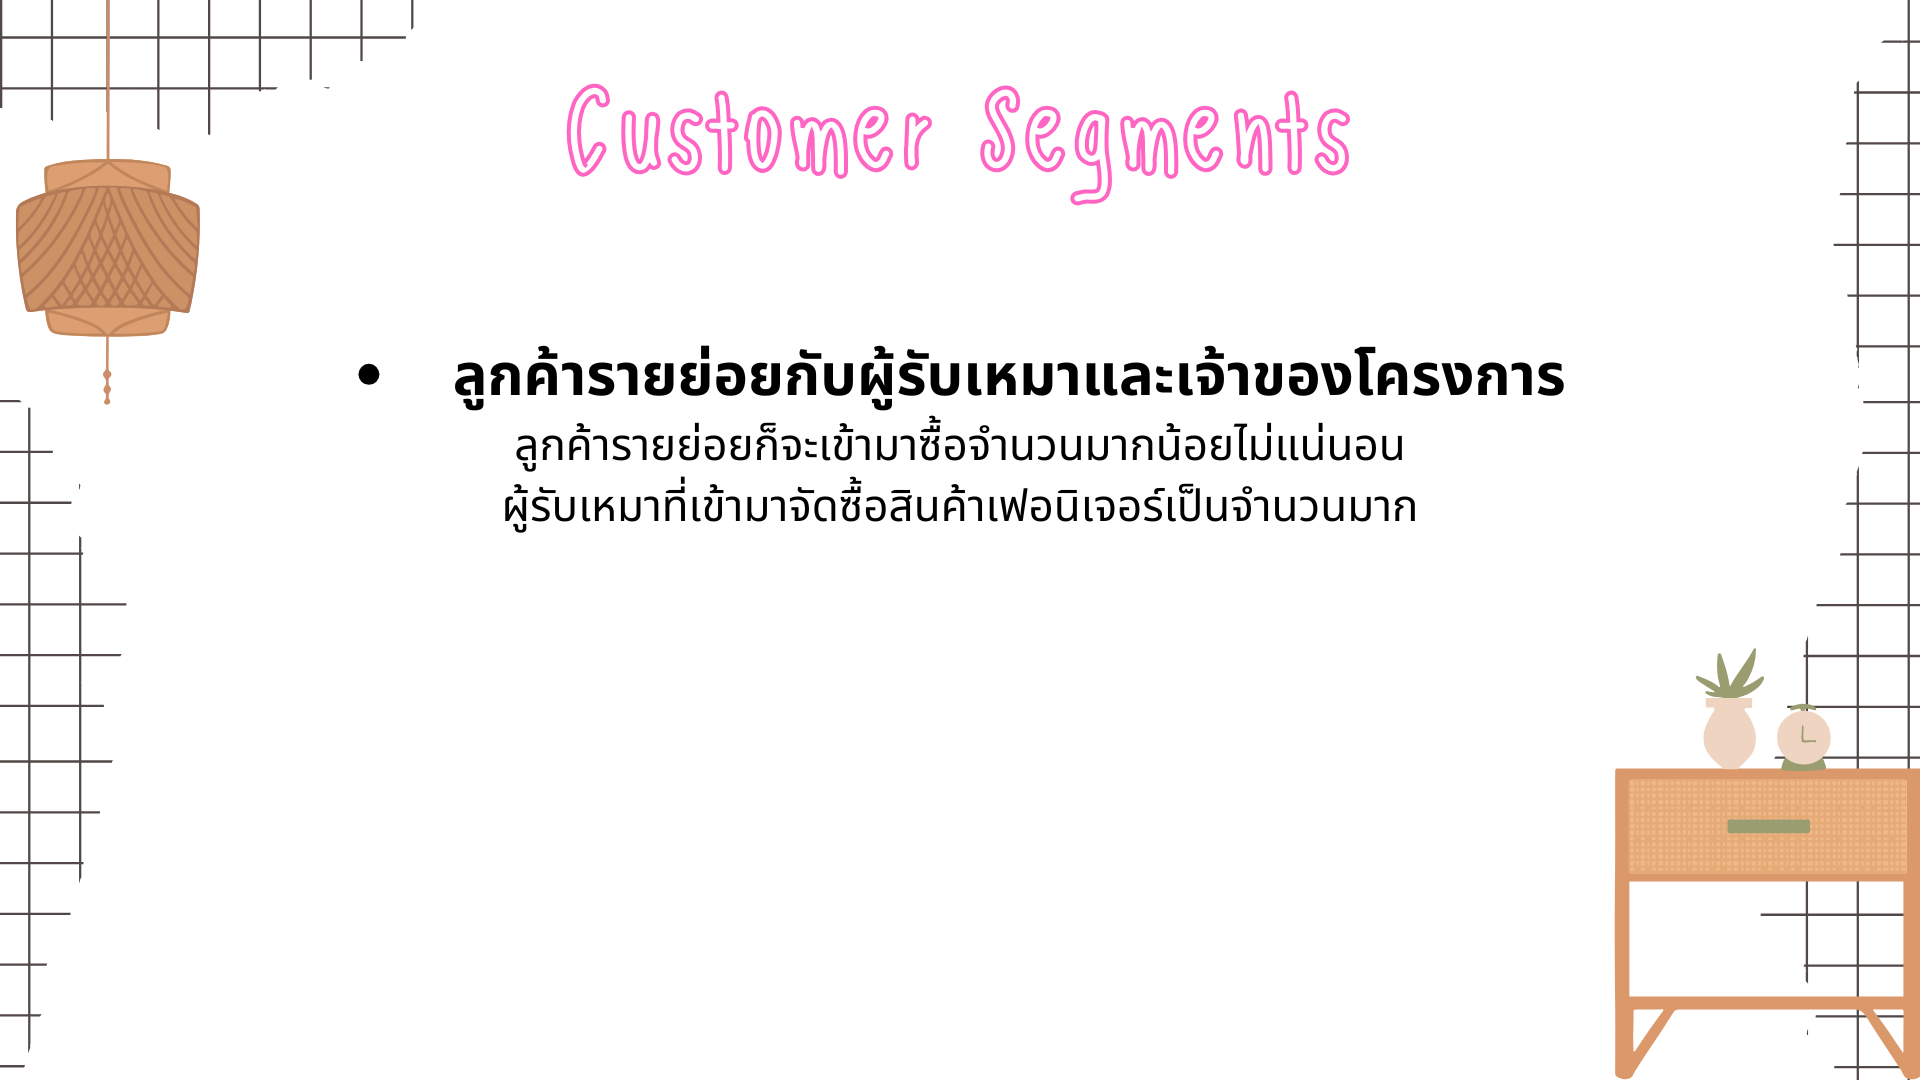 Customer Segments
• ลูกค้ารายย่อยกับผู้รับเหมาและเจ้าของโครงการ
ลูกค้ารายย่อยก็จะเข้ามาซื้อจำนวนมากน้อยไม่แน่นอน
ผู้รับเหมาที่เข้ามาจัดซื้อสินค้าเฟอนิเจอร์เป็นจำนวนมาก